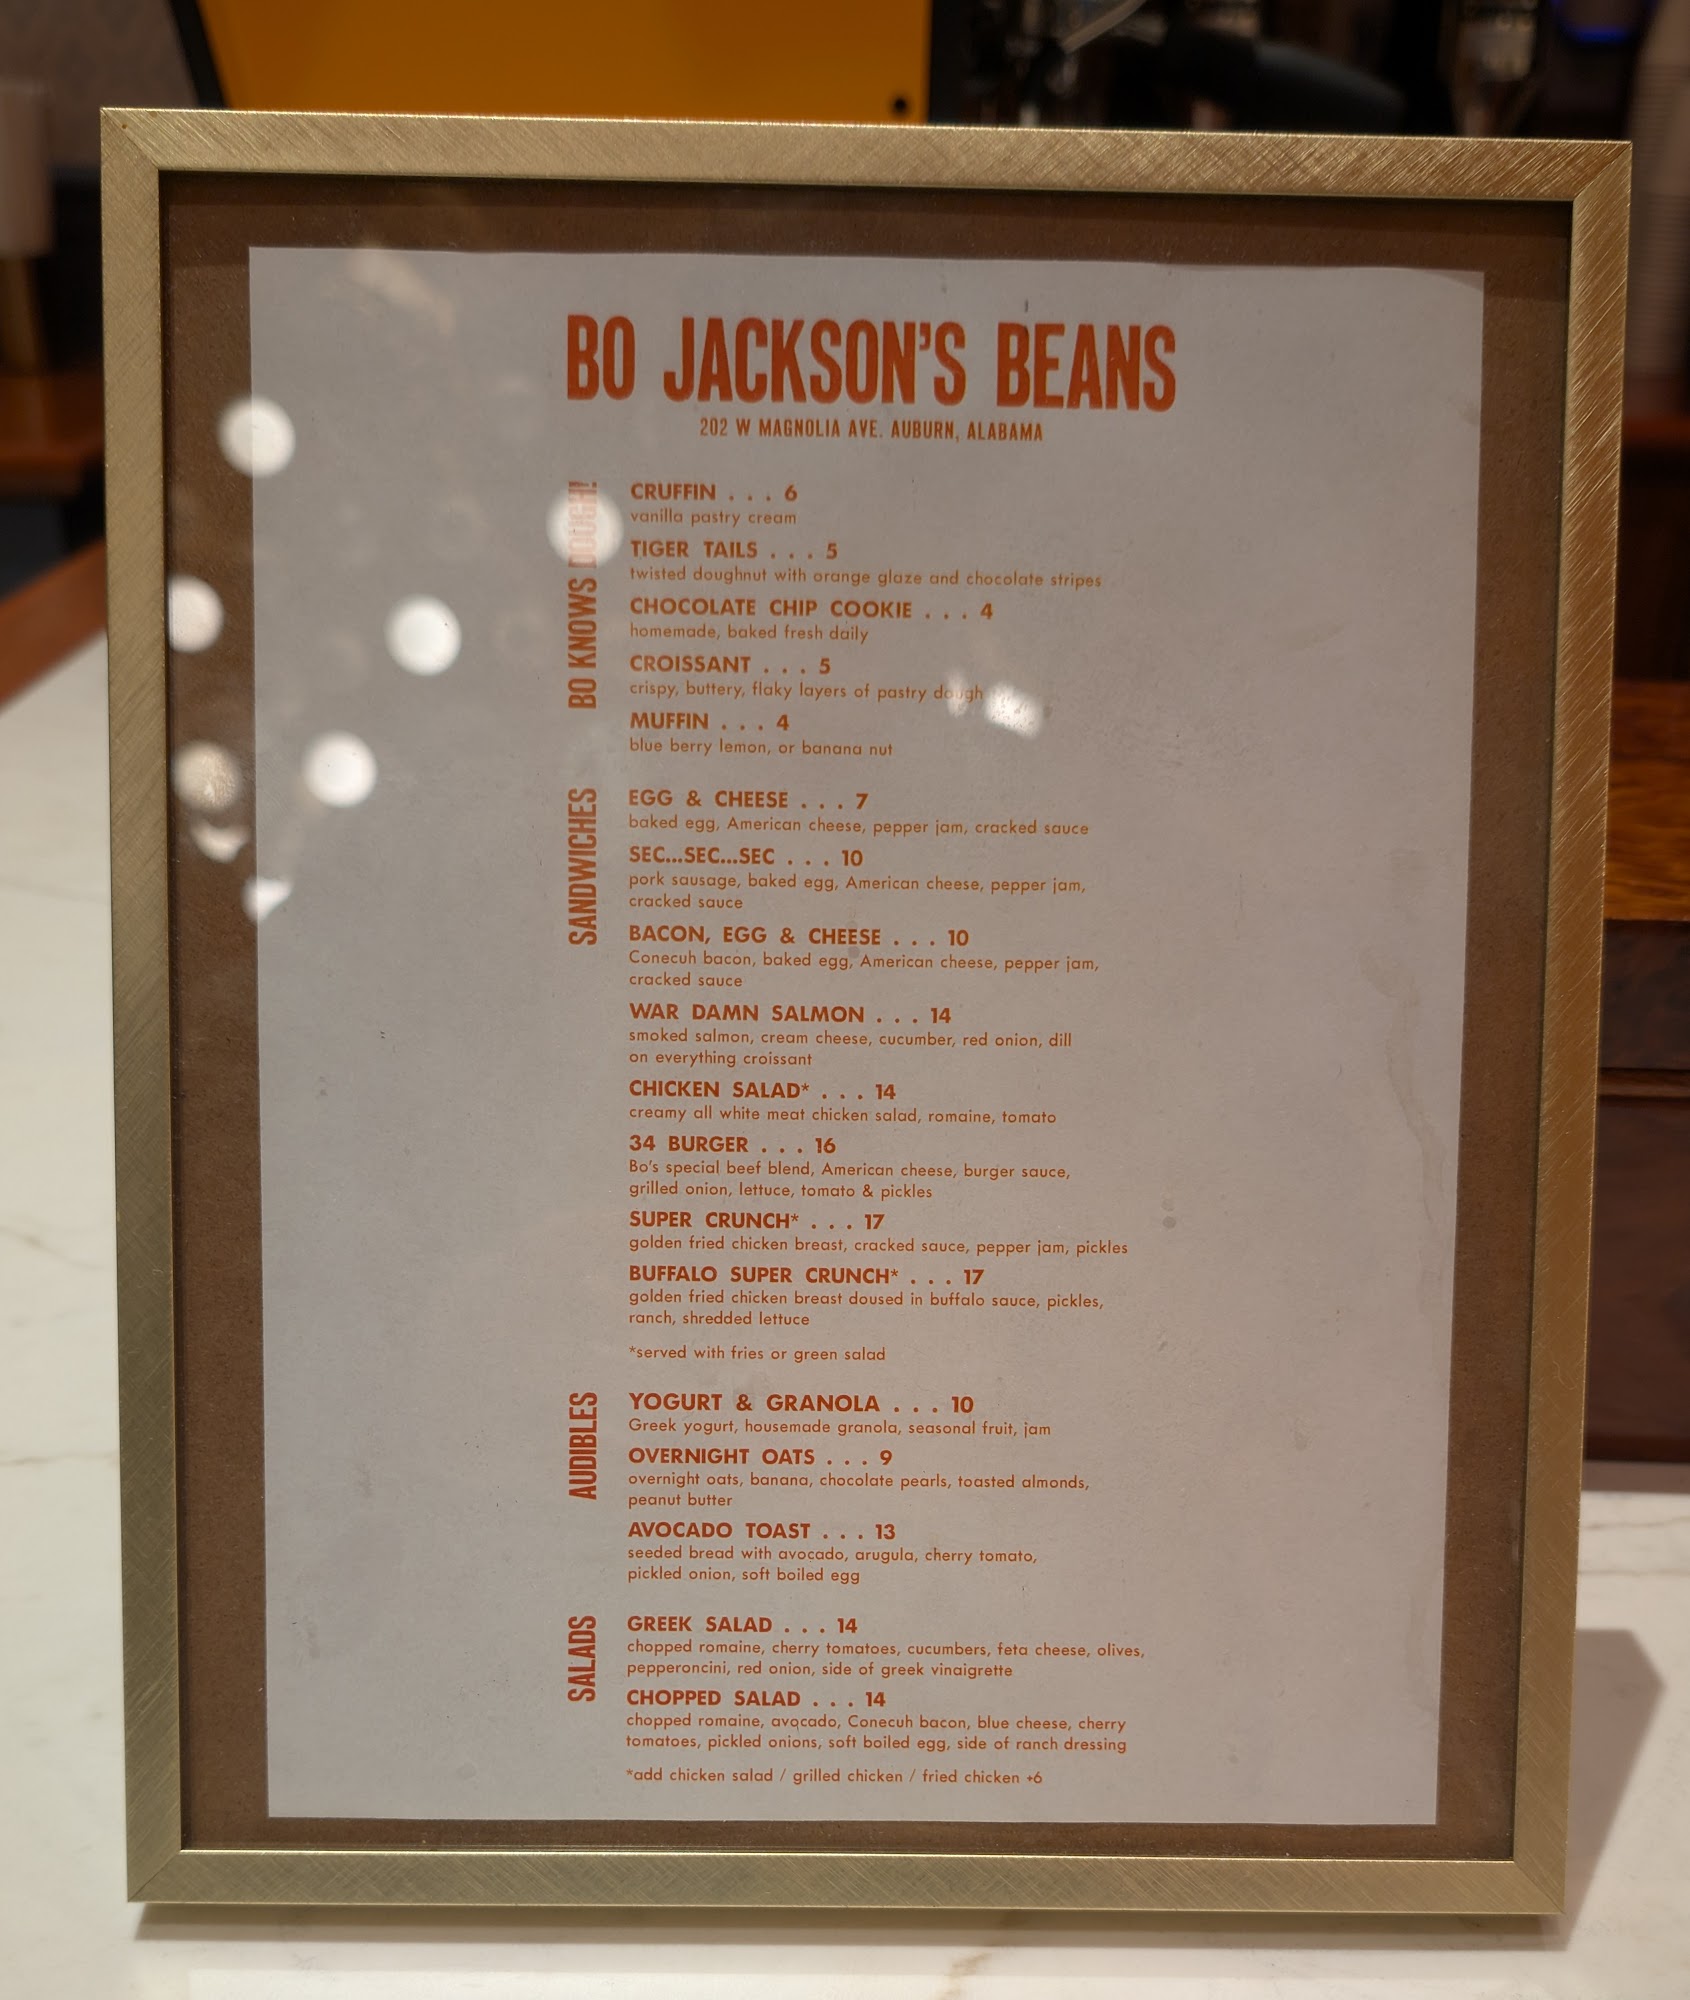 BO JACKSON'S BEANS
202 W MAGNOLIA AVE. AUBURN, ALABAMA
BO KNOWS DOUGH!
CRUFFIN . . . 6
vanilla pastry cream
TIGER TAILS . . . 5
twisted doughnut with orange glaze and chocolate stripes
CHOCOLATE CHIP COOKIE . . . 4
homemade, baked fresh daily
CROISSANT . . . 5
crispy, buttery, flaky layers of pastry dough
MUFFIN . . . 4
blue berry lemon, or banana nut
SANDWICHES
EGG & CHEESE . . . 7
baked egg, American cheese, pepper jam, cracked sauce
SEC...SEC...SEC . . . 10
pork sausage, baked egg, American cheese, pepper jam,
cracked sauce
BACON, EGG & CHEESE . . . 10
Conecuh bacon, baked egg, American cheese, pepper jam,
cracked sauce
WAR DAMN SALMON . . . 14
smoked salmon, cream cheese, cucumber, red onion, dill
on everything croissant
CHICKEN SALAD* . . . 14
creamy all white meat chicken salad, romaine, tomato
34 BURGER . . . 16
Bo's special beef blend, American cheese, burger sauce,
grilled onion, lettuce, tomato & pickles
SUPER CRUNCH* . . . 17
golden fried chicken breast, cracked sauce, pepper jam, pickles
BUFFALO SUPER CRUNCH* . . . 17
golden fried chicken breast doused in buffalo sauce, pickles,
ranch, shredded lettuce
*served with fries or green salad
AUDIBLES
YOGURT & GRANOLA . . . 10
Greek yogurt, housemade granola, seasonal fruit, jam
OVERNIGHT OATS . . . 9
overnight oats, banana, chocolate pearls, toasted almonds,
peanut butter
AVOCADO TOAST . . . 13
seeded bread with avocado, arugula, cherry tomato,
pickled onion, soft boiled egg
SALADS
GREEK SALAD . . . 14
chopped romaine, cherry tomatoes, cucumbers, feta cheese, olives,
pepperoncini, red onion, side of greek vinaigrette
CHOPPED SALAD . . . 14
chopped romaine, avocado, Conecuh bacon, blue cheese, cherry
tomatoes, pickled onions, soft boiled egg, side of ranch dressing
*add chicken salad / grilled chicken / fried chicken +6